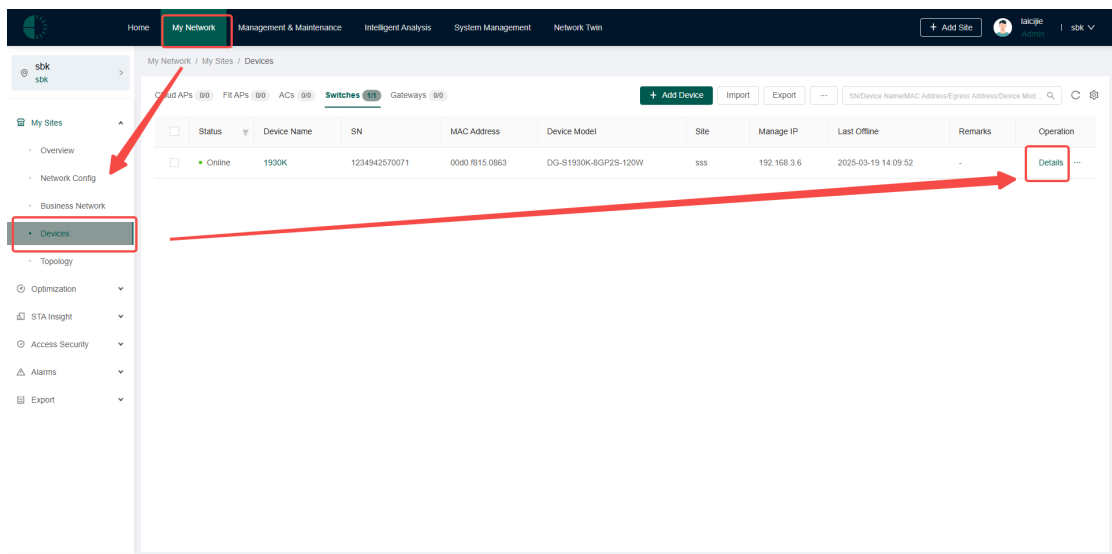 Home My Network Management & Maintenance Intelligent Analysis System Management Network Twin + Add Site laicijie Admin sbk
sbk
sbk
My Network / My Sites / Devices
Cloud APs 0/0 Fit APs 0/0 ACs 0/0 Switches 1/1 Gateways 0/0 + Add Device Import Export ... SN/Device Name/MAC Address/Egress Address/Device Mod...
My Sites
Overview
Network Config
Business Network
Devices
Topology
Optimization
STA Insight
Access Security
Alarms
Export
Status Device Name SN MAC Address Device Model Site Manage IP Last Offline Remarks Operation
Online 1930K 1234942570071 00d0.f815.0863 DG-S1930K-8GP2S-120W sss 192.168.3.6 2025-03-19 14:09:52 - Details ...